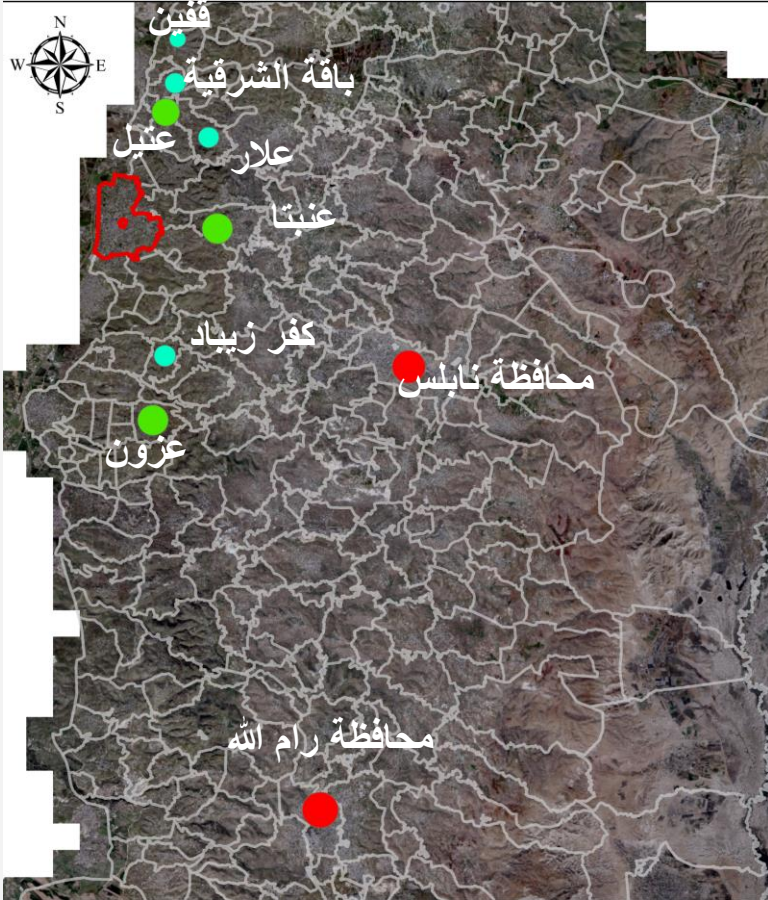 قفين
N
W E
S
باقة الشرقية
عتيل
علار
عنبتا
كفر زيباد
محافظة نابلس
عزون
محافظة رام الله